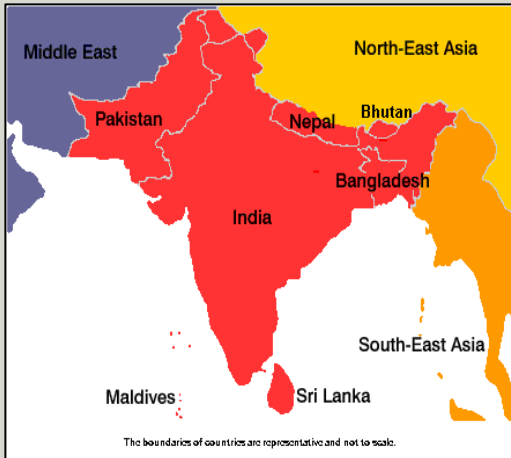 Middle East
North-East Asia
Pakistan
Nepal
Bhutan
Bangladesh
India
South-East Asia
Maldives
Sri Lanka
The boundaries of countries are representative and not to scale.